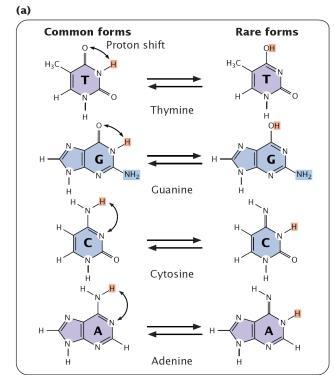 (a)
Common forms Rare forms
Proton shift
O H OH
H₃C N H₃C N
T T
H N O H N O
H H
Thymine
O H OH
N N N N
H G H G
N N NH₂ N N NH₂
H H
Guanine
H H H
N N
H N H N H
C C
H N O H N O
H H
Cytosine
H H H
N N
N N N N H
H A H A
N N H N N H
H H
Adenine